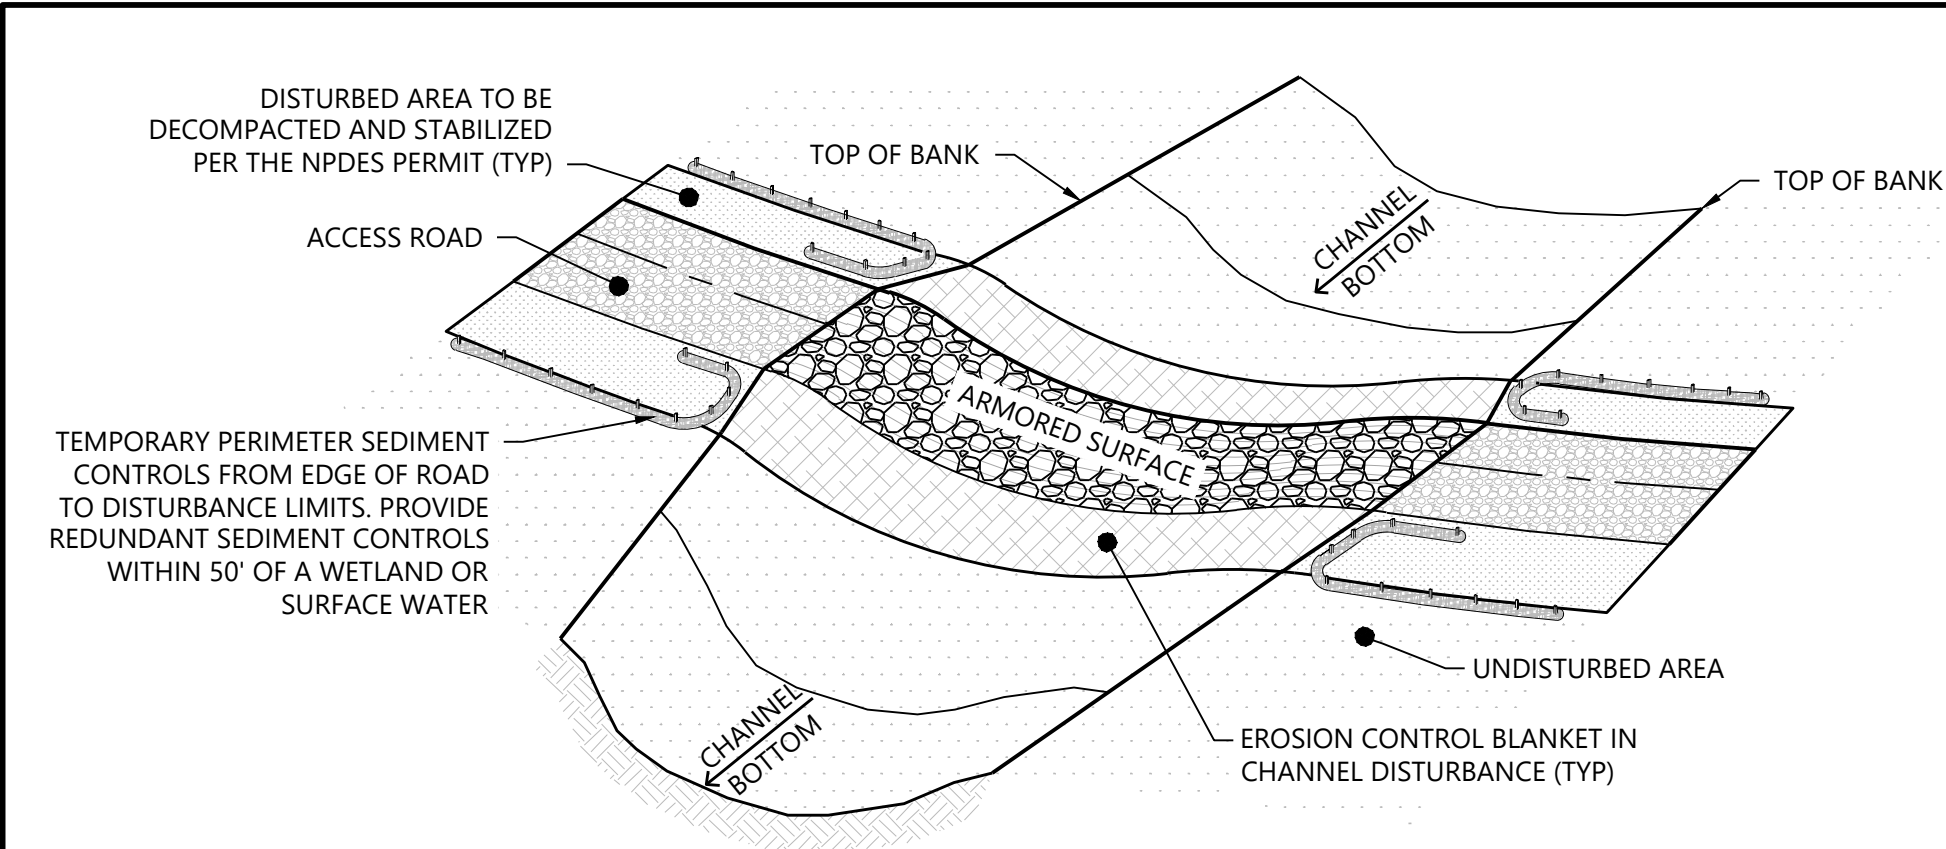 DISTURBED AREA TO BE
DECOMPACTED AND STABILIZED
PER THE NPDES PERMIT (TYP)
TOP OF BANK
TOP OF BANK
ACCESS ROAD
CHANNEL
BOTTOM
ARMORED SURFACE
TEMPORARY PERIMETER SEDIMENT
CONTROLS FROM EDGE OF ROAD
TO DISTURBANCE LIMITS. PROVIDE
REDUNDANT SEDIMENT CONTROLS
WITHIN 50' OF A WETLAND OR
SURFACE WATER
UNDISTURBED AREA
CHANNEL
BOTTOM
EROSION CONTROL BLANKET IN
CHANNEL DISTURBANCE (TYP)